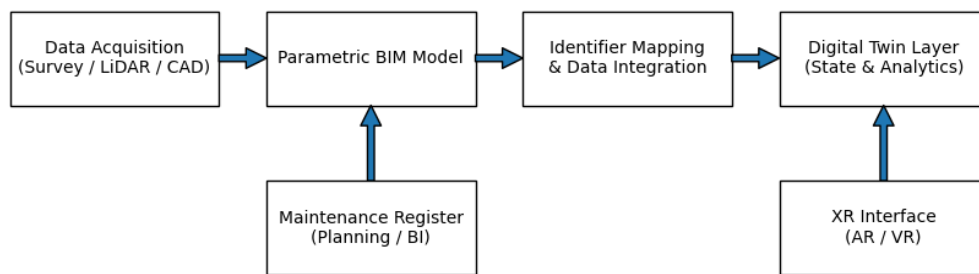 Data Acquisition
(Survey / LiDAR / CAD)
Parametric BIM Model
Identifier Mapping
& Data Integration
Digital Twin Layer
(State & Analytics)
Maintenance Register
(Planning / BI)
XR Interface
(AR / VR)